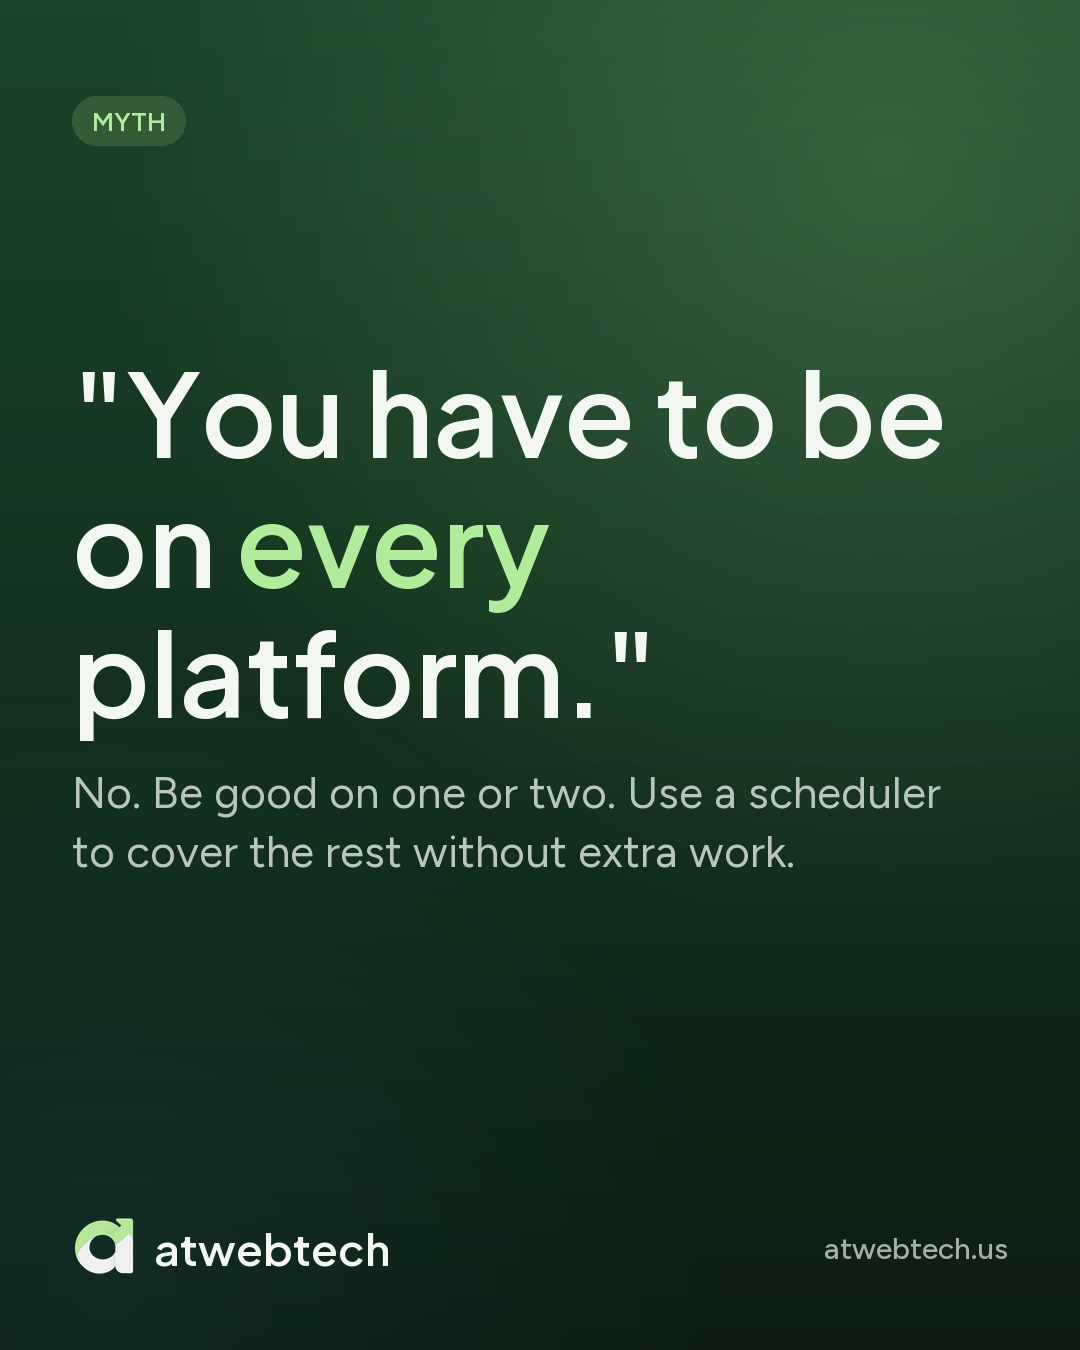 MYTH
"You have to be
on every
platform."
No. Be good on one or two. Use a scheduler
to cover the rest without extra work.
atwebtech
atwebtech.us